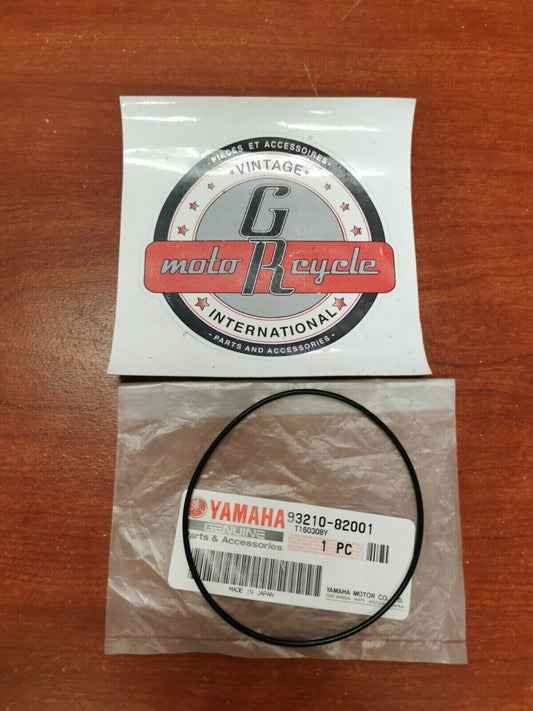 - PIÈCES ET ACCESSOIRES -
• VINTAGE •
G
moto R cycle
INTERNATIONAL
- PARTS AND ACCESSORIES -
YAMAHA 93210-82001
GENUINE T160308Y
Parts & Accessories 1 PC
MADE IN JAPAN YAMAHA MOTOR CO., LTD.